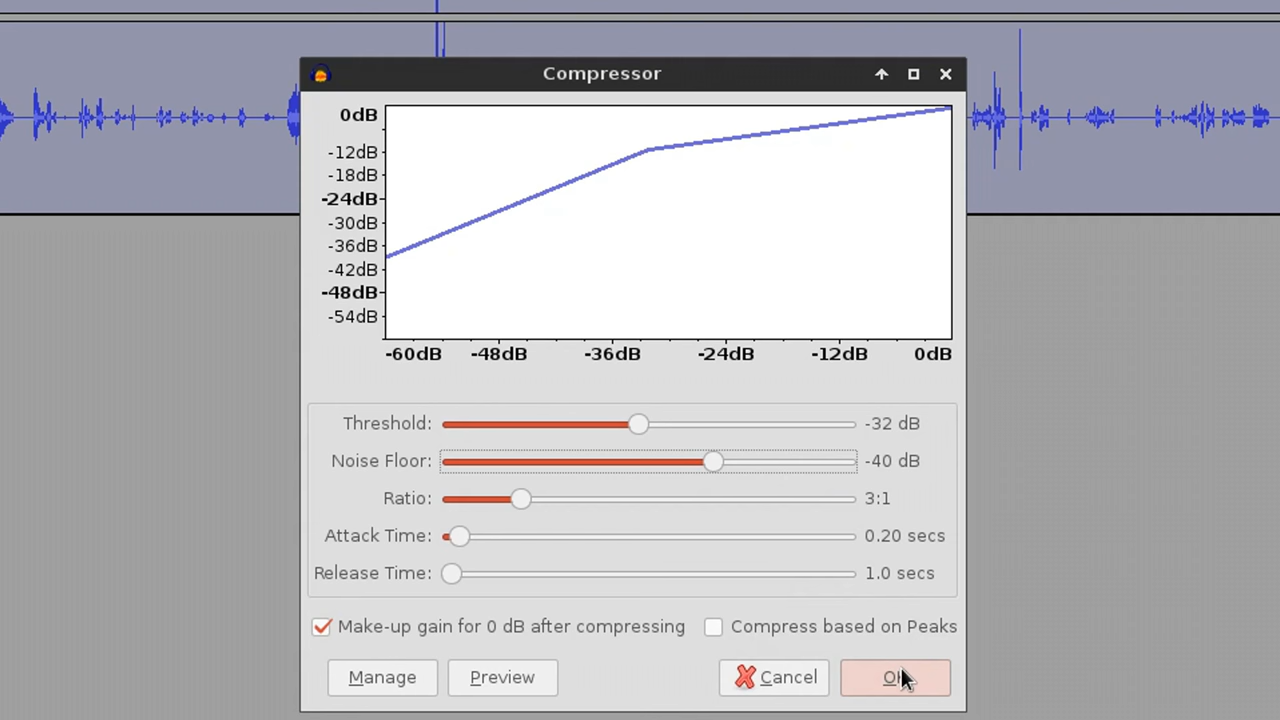 Compressor
0dB
-12dB
-18dB
-24dB
-30dB
-36dB
-42dB
-48dB
-54dB
-60dB -48dB -36dB -24dB -12dB 0dB
Threshold: -32 dB
Noise Floor: -40 dB
Ratio: 3:1
Attack Time: 0.20 secs
Release Time: 1.0 secs
Make-up gain for 0 dB after compressing Compress based on Peaks
Manage Preview Cancel OK